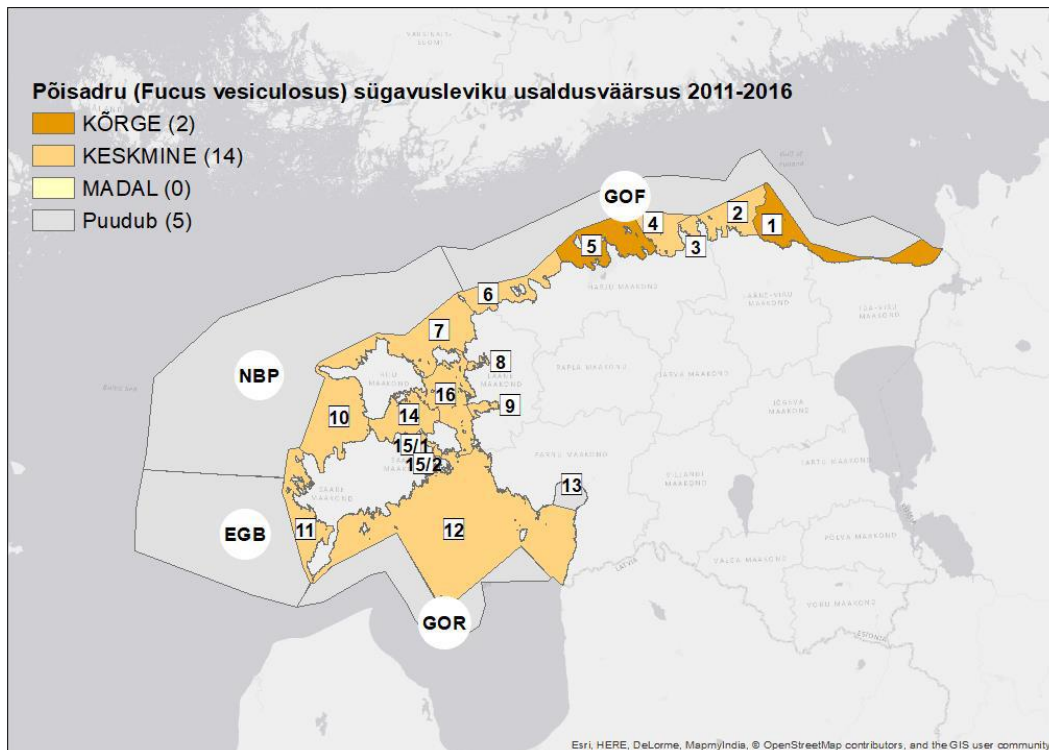 Põisadru (Fucus vesiculosus) sügavusleviku usaldusväärsus 2011-2016
KÕRGE (2)
KESKMINE (14)
MADAL (0)
Puudub (5)
GOF
4
2
1
5
3
6
7
8
NBP
16
9
10
14
15/1
15/2
13
EGB
11
12
GOR
LATVIA
ESTONIA
HARJU MAAKOND
LÄÄNE-VIRU MAAKOND
IDA-VIRU MAAKOND
RAPLA MAAKOND
JÄRVA MAAKOND
JÕGEVA MAAKOND
HIIU MAAKOND
LÄÄNE MAAKOND
PÄRNU MAAKOND
VILJANDI MAAKOND
TARTU MAAKOND
SAARE MAAKOND
PÕLVA MAAKOND
VALGA MAAKOND
VÕRU MAAKOND
Esri, HERE, DeLorme, MapmyIndia, © OpenStreetMap contributors, and the GIS user community